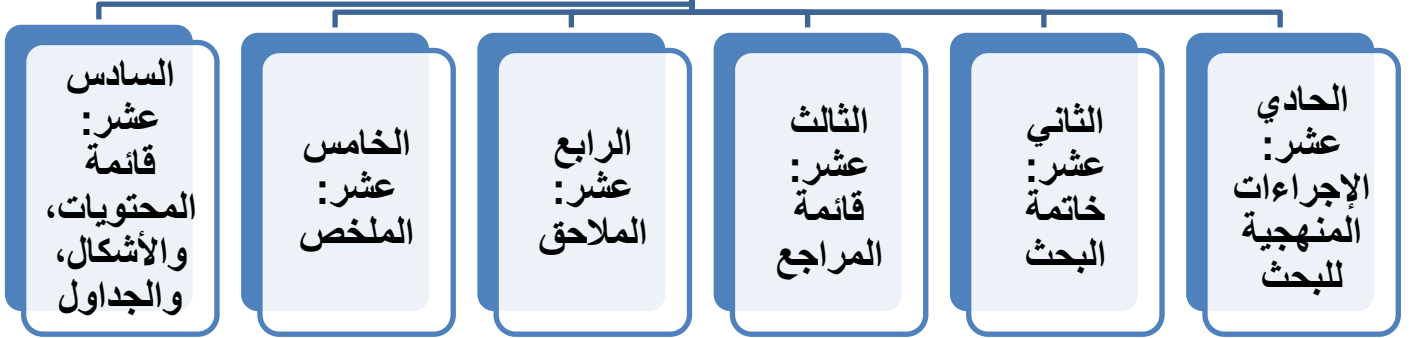 الحادي
عشر:
الإجراءات
المنهجية
للبحث
الثاني
عشر:
خاتمة
البحث
الثالث
عشر:
قائمة
المراجع
الرابع
عشر:
الملاحق
الخامس
عشر:
الملخص
السادس
عشر:
قائمة
المحتويات،
والأشكال،
والجداول